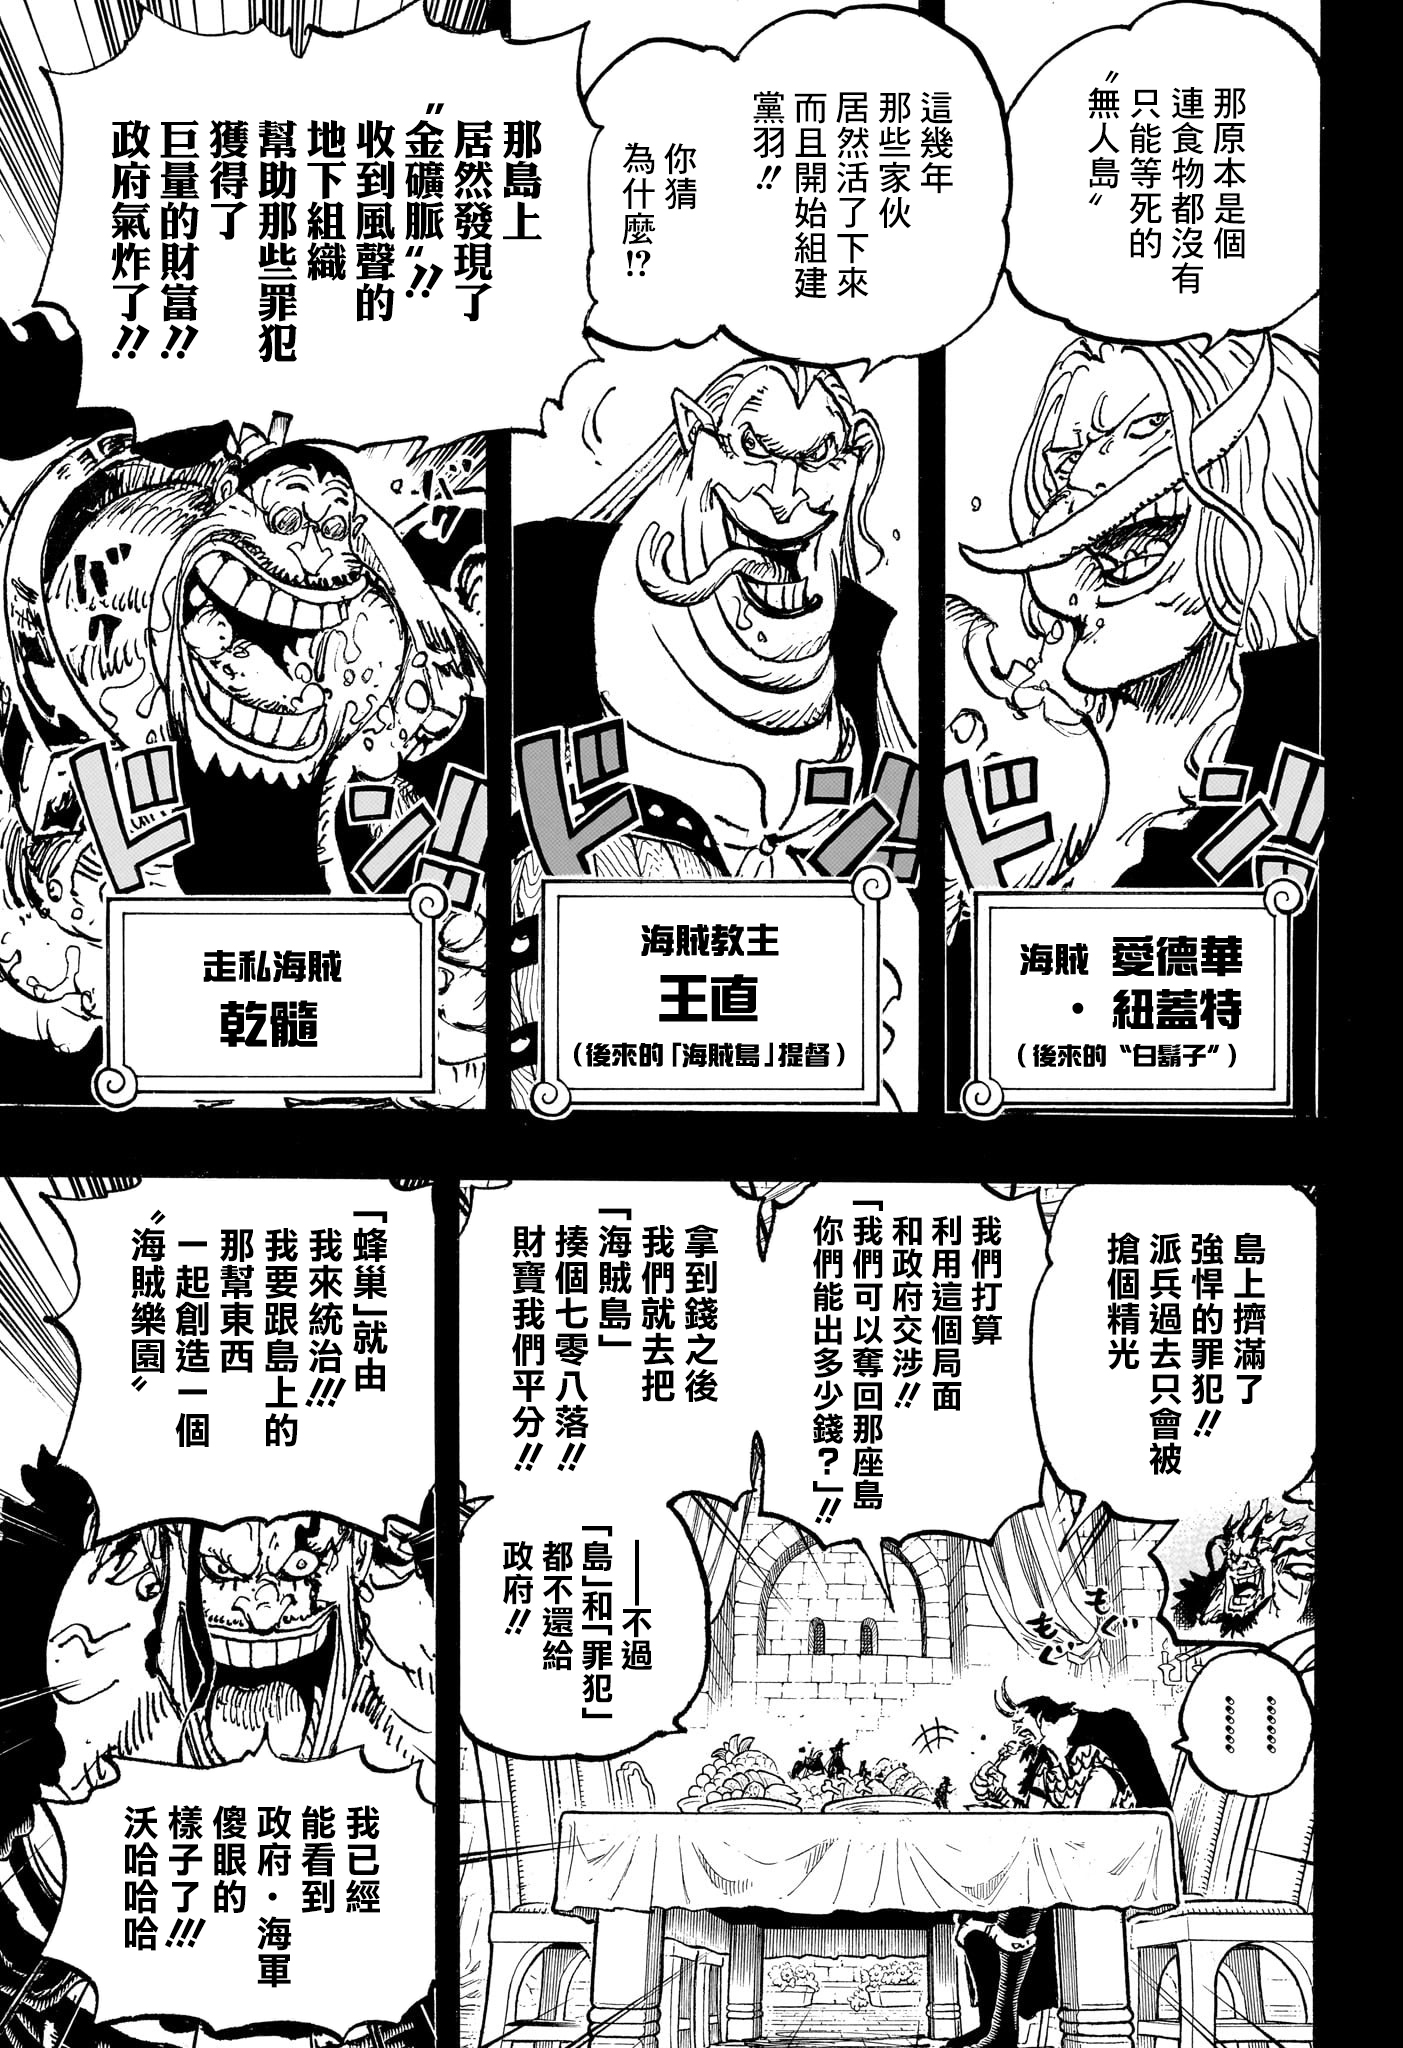 那原本是個
連食物都沒有
只能等死的
〝無人島〞
這幾年
那些家伙
居然活了下來
而且開始組建
黨羽!!
你猜
為什麼!?
那島上
居然發現了
〝金礦脈〞!!
收到風聲的
地下組織
幫助那些罪犯
獲得了
巨量的財富!!
政府氣炸了!!
ドン!!
海賊 愛德華
・紐蓋特
(後來的〝白鬍子〞)
ドン!!
海賊教主
王直
(後來的「海賊島」提督)
ドン!!
走私海賊
乾髓
島上擠滿了
強悍的罪犯!!
派兵過去只會被
搶個精光
我們打算
利用這個局面
和政府交涉!!
「我們可以奪回那座島
你們能出多少錢?」!!
拿到錢之後
我們就去把
「海賊島」
揍個七零八落!!
財寶我們平分!!
——不過
「島」和「罪犯」
都不還給
政府!!
もぐ
もぐ
………
………
「蜂巢」就由
我來統治!!!
我要跟島上的
那幫東西
一起創造一個
〝海賊樂園〞
我已經
能看到
政府・海軍
傻眼的
樣子了!!!
沃哈哈哈